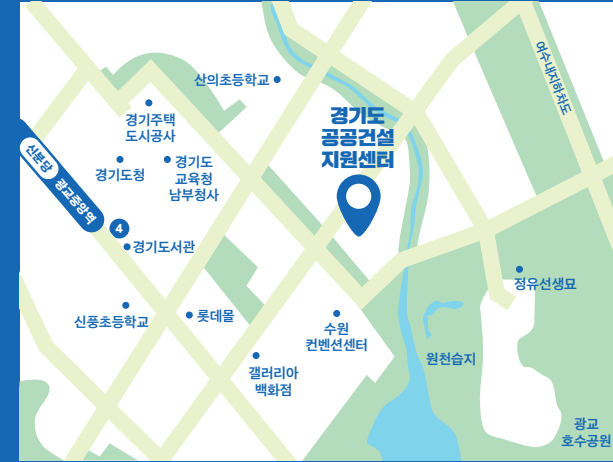 산의초등학교
여수내지하차도
경기주택
도시공사
경기도
공공건설
지원센터
경기도청
경기도
교육청
남부청사
신분당
광교중앙역
4
경기도서관
정유선생묘
신풍초등학교
롯데몰
수원
컨벤션센터
원천습지
갤러리아
백화점
광교
호수공원